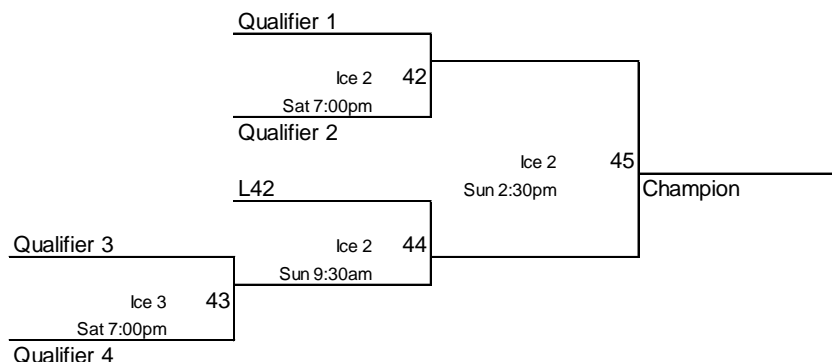 Qualifier 1
Ice 2 42
Sat 7:00pm
Qualifier 2
Ice 2 45
Sun 2:30pm
Champion
L42
Qualifier 3
Ice 2 44
Sun 9:30am
Ice 3 43
Sat 7:00pm
Qualifier 4